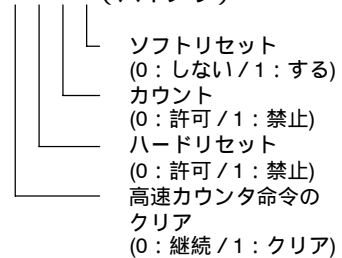 ソフトリセット
(0：しない / 1：する)
カウント
(0：許可 / 1：禁止)
ハードリセット
(0：許可 / 1：禁止)
高速カウンタ命令の
クリア
(0：継続 / 1：クリア)